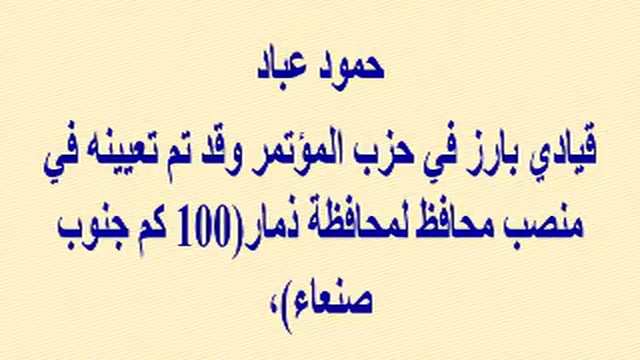 حمود عباد
قيادي بارز في حزب المؤتمر وقد تم تعيينه في
منصب محافظ لمحافظة ذمار(100 كم جنوب
صنعاء)،